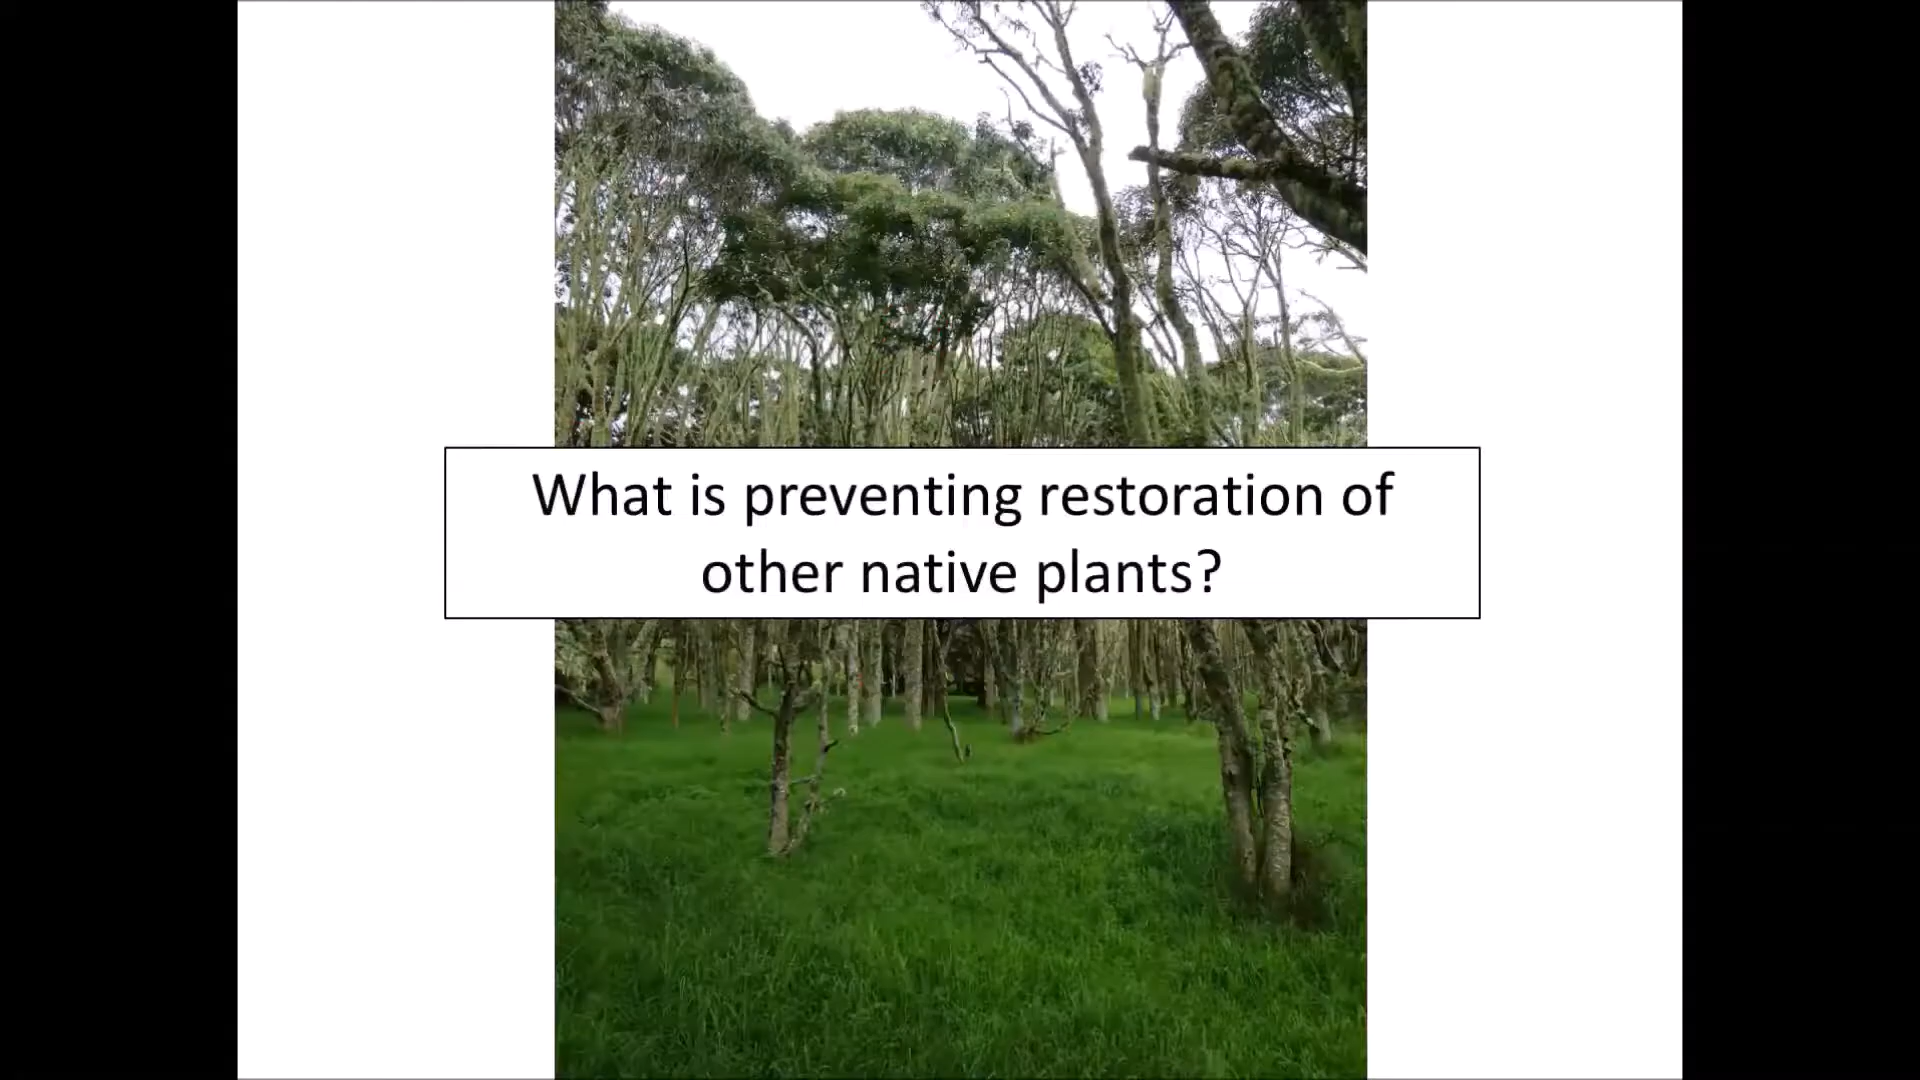 What is preventing restoration of
other native plants?